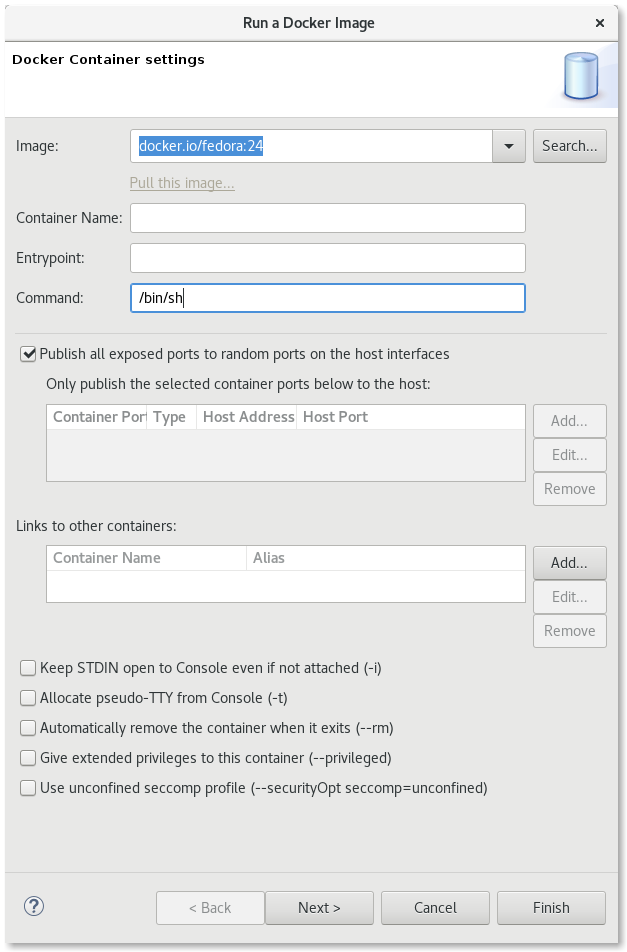 Run a Docker Image ×
Docker Container settings
Image: docker.io/fedora:24 Search...
Pull this image...
Container Name:
Entrypoint:
Command: /bin/sh
Publish all exposed ports to random ports on the host interfaces
Only publish the selected container ports below to the host:
Container Port Type Host Address Host Port
Add...
Edit...
Remove
Links to other containers:
Container Name Alias
Add...
Edit...
Remove
Keep STDIN open to Console even if not attached (-i)
Allocate pseudo-TTY from Console (-t)
Automatically remove the container when it exits (--rm)
Give extended privileges to this container (--privileged)
Use unconfined seccomp profile (--securityOpt seccomp=unconfined)
? < Back Next > Cancel Finish